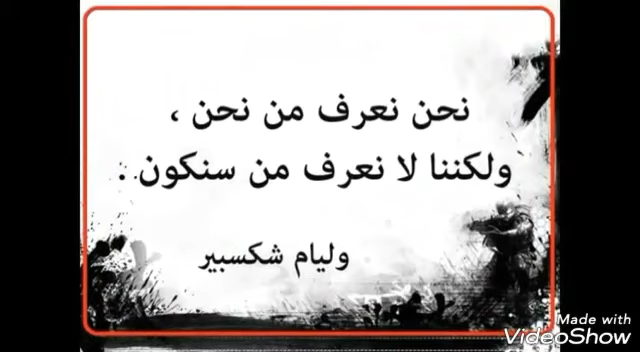 نحن نعرف من نحن ،
ولكننا لا نعرف من سنكون .
وليام شكسبير
Made with
VideoShow